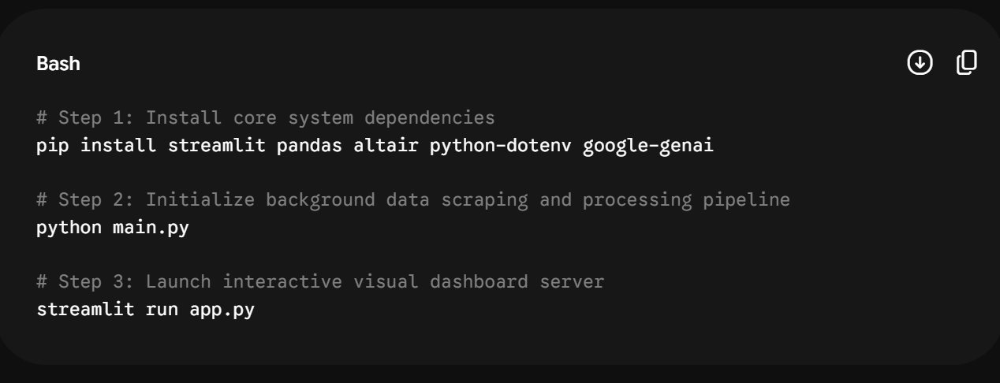 Bash
# Step 1: Install core system dependencies
pip install streamlit pandas altair python-dotenv google-genai
# Step 2: Initialize background data scraping and processing pipeline
python main.py
# Step 3: Launch interactive visual dashboard server
streamlit run app.py